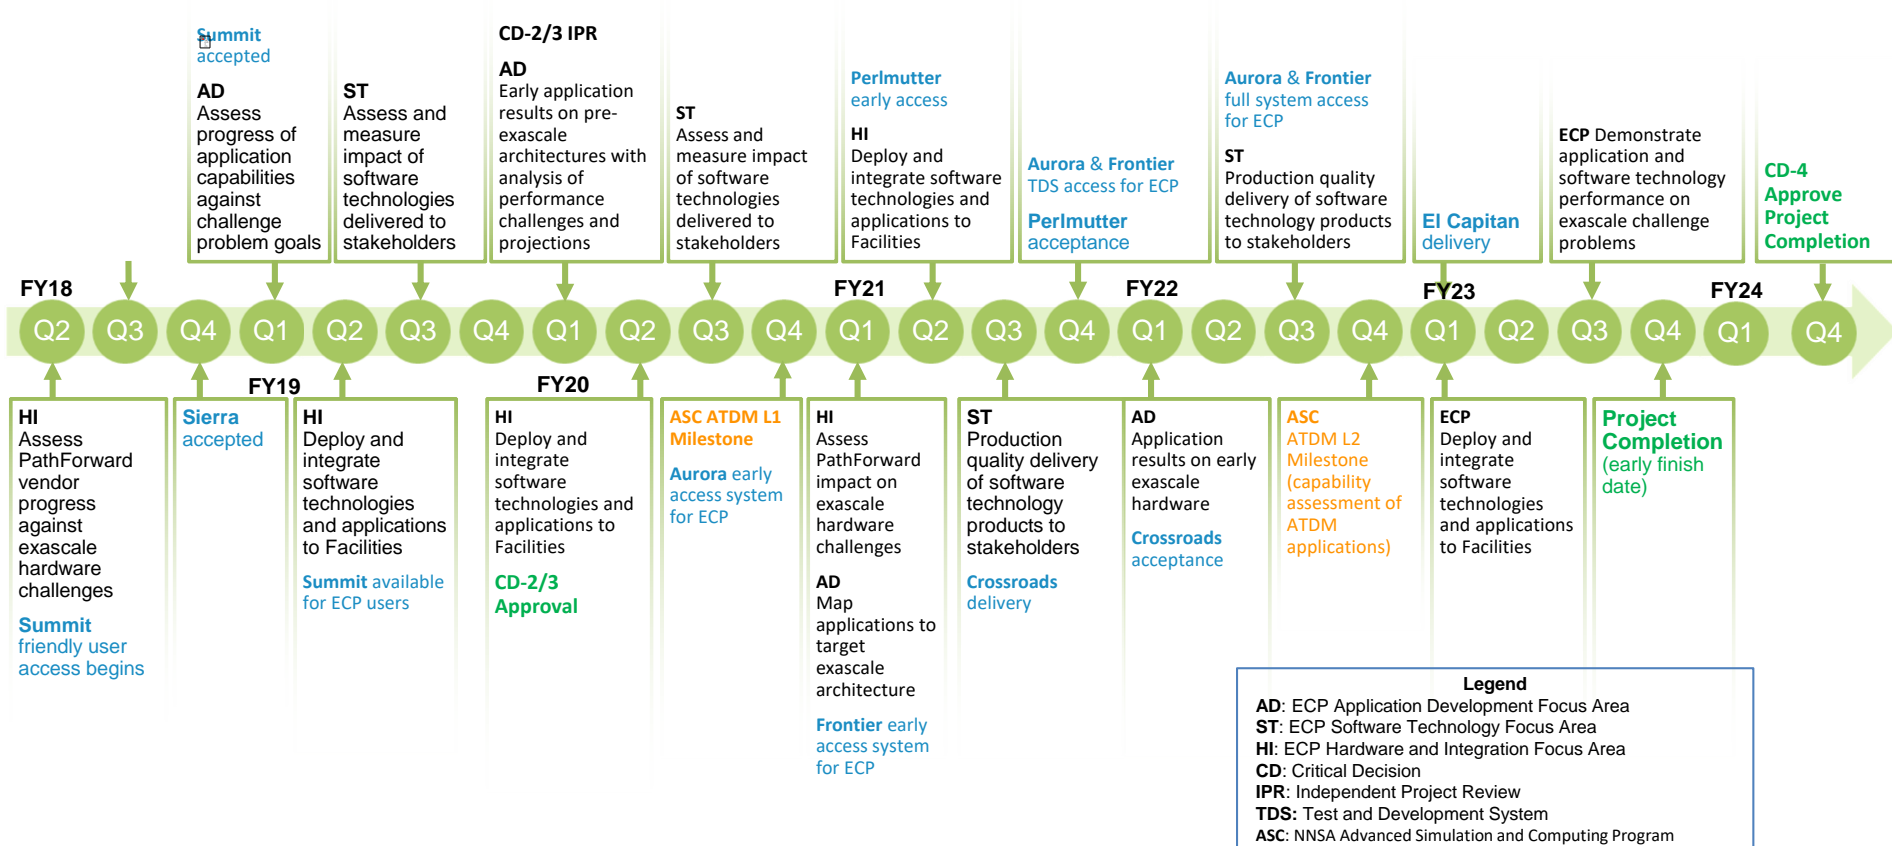 Summit
accepted
AD
Assess
progress of
application
capabilities
against
challenge
problem goals
ST
Assess and
measure
impact of
software
technologies
delivered to
stakeholders
CD-2/3 IPR
AD
Early application
results on pre-
exascale
architectures with
analysis of
performance
challenges and
projections
ST
Assess and
measure impact
of software
technologies
delivered to
stakeholders
Perlmutter
early access
HI
Deploy and
integrate software
technologies and
applications to
Facilities
Aurora & Frontier
TDS access for ECP
Perlmutter
acceptance
Aurora & Frontier
full system access
for ECP
ST
Production quality
delivery of software
technology products
to stakeholders
El Capitan
delivery
ECP Demonstrate
application and
software technology
performance on
exascale challenge
problems
CD-4
Approve
Project
Completion
FY18
FY21
FY22
FY23
FY24
Q2 Q3 Q4 Q1 Q2 Q3 Q4 Q1 Q2 Q3 Q4 Q1 Q2 Q3 Q4 Q1 Q2 Q3 Q4 Q1 Q2 Q3 Q4 Q1 Q4
FY19
FY20
HI
Assess
PathForward
vendor
progress
against
exascale
hardware
challenges
Summit
friendly user
access begins
Sierra
accepted
HI
Deploy and
integrate
software
technologies
and applications
to Facilities
Summit available
for ECP users
HI
Deploy and
integrate
software
technologies and
applications to
Facilities
CD-2/3
Approval
ASC ATDM L1
Milestone
Aurora early
access system
for ECP
HI
Assess
PathForward
impact on
exascale
hardware
challenges
AD
Map
applications to
target
exascale
architecture
Frontier early
access system
for ECP
ST
Production
quality delivery
of software
technology
products to
stakeholders
Crossroads
delivery
AD
Application
results on early
exascale
hardware
Crossroads
acceptance
ASC
ATDM L2
Milestone
(capability
assessment of
ATDM
applications)
ECP
Deploy and
integrate
software
technologies
and applications
to Facilities
Project
Completion
(early finish
date)
Legend
AD: ECP Application Development Focus Area
ST: ECP Software Technology Focus Area
HI: ECP Hardware and Integration Focus Area
CD: Critical Decision
IPR: Independent Project Review
TDS: Test and Development System
ASC: NNSA Advanced Simulation and Computing Program